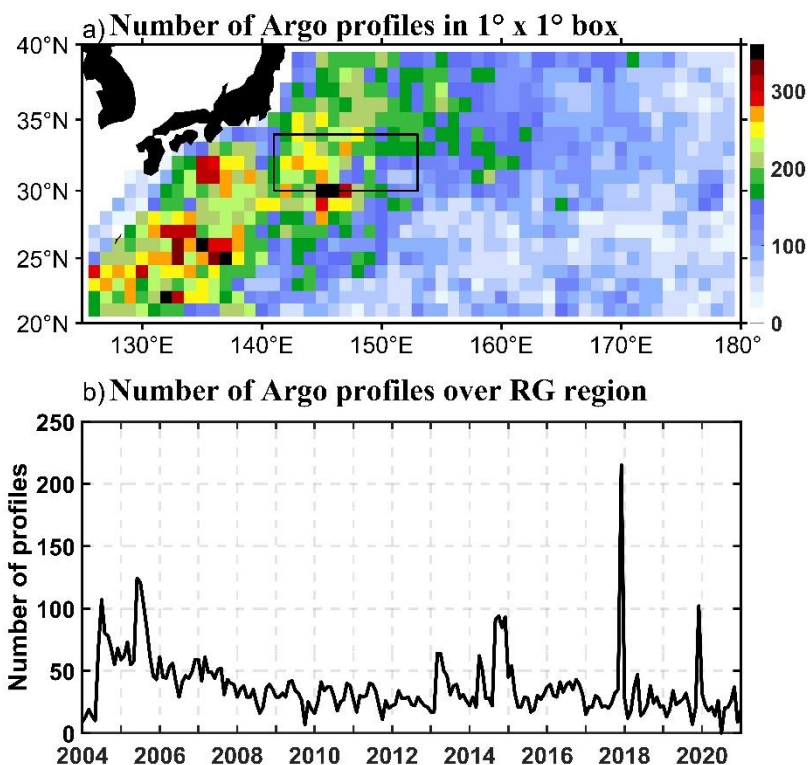 a) Number of Argo profiles in 1° x 1° box
40°N
35°N
30°N
25°N
20°N
130°E
140°E
150°E
160°E
170°E
180°
300
200
100
0
b) Number of Argo profiles over RG region
Number of profiles
250
200
150
100
50
0
2004
2006
2008
2010
2012
2014
2016
2018
2020